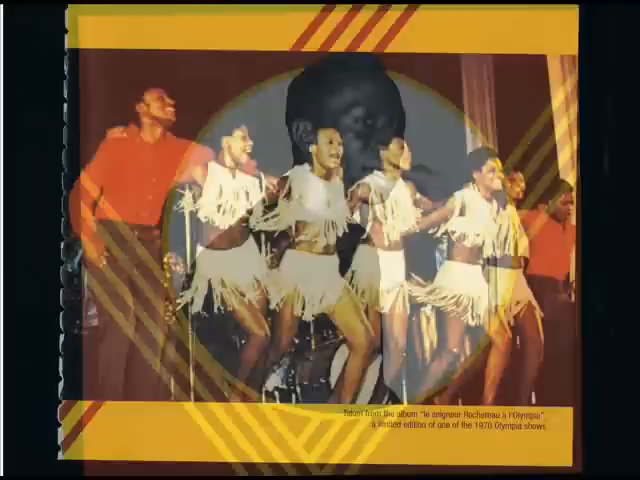 Taken from the album "le seigneur Rochereau à l'Olympia",
a limited edition of one of the 1970 Olympia shows